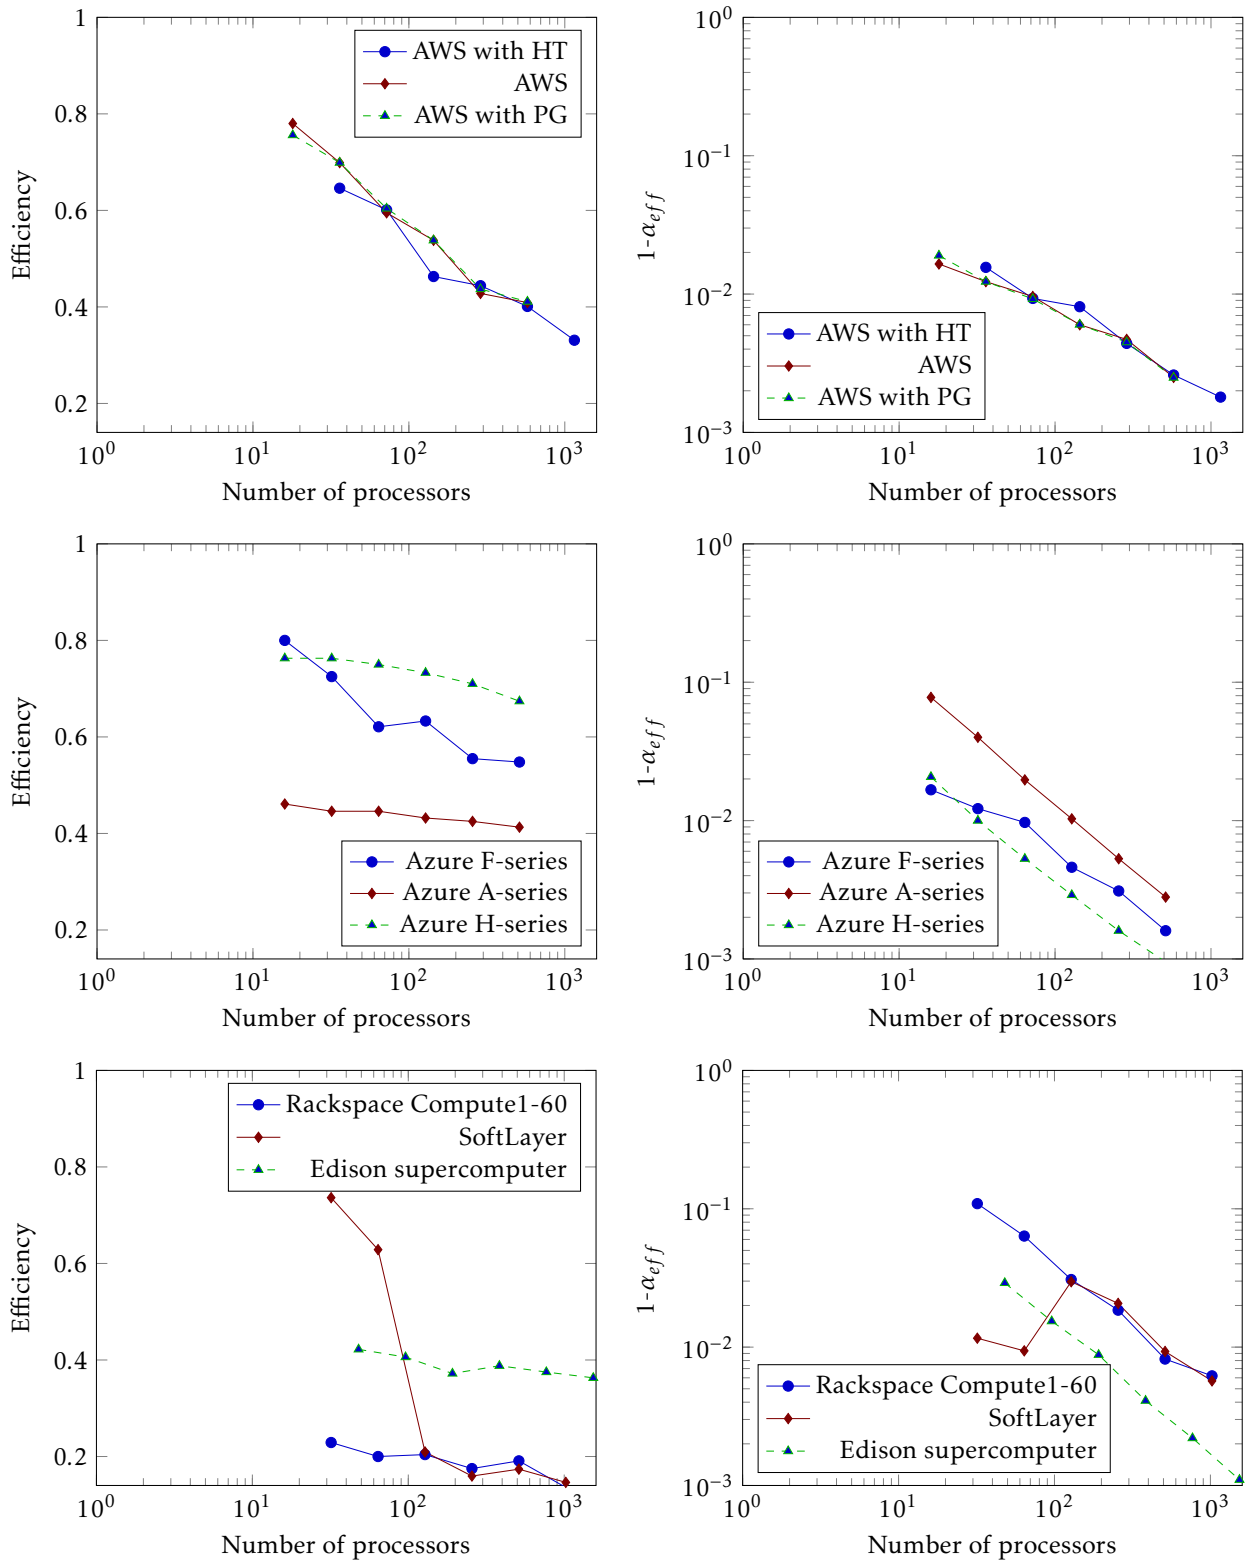 1
0.8
0.6
0.4
0.2
10^0
10^1
10^2
10^3
Number of processors
Efficiency
AWS with HT
AWS
AWS with PG
10^0
10^−1
10^−2
10^−3
10^0
10^1
10^2
10^3
Number of processors
1-α_eff
AWS with HT
AWS
AWS with PG
1
0.8
0.6
0.4
0.2
10^0
10^1
10^2
10^3
Number of processors
Efficiency
Azure F-series
Azure A-series
Azure H-series
10^0
10^−1
10^−2
10^−3
10^0
10^1
10^2
10^3
Number of processors
1-α_eff
Azure F-series
Azure A-series
Azure H-series
1
0.8
0.6
0.4
0.2
10^0
10^1
10^2
10^3
Number of processors
Efficiency
Rackspace Compute1-60
SoftLayer
Edison supercomputer
10^0
10^−1
10^−2
10^−3
10^0
10^1
10^2
10^3
Number of processors
1-α_eff
Rackspace Compute1-60
SoftLayer
Edison supercomputer